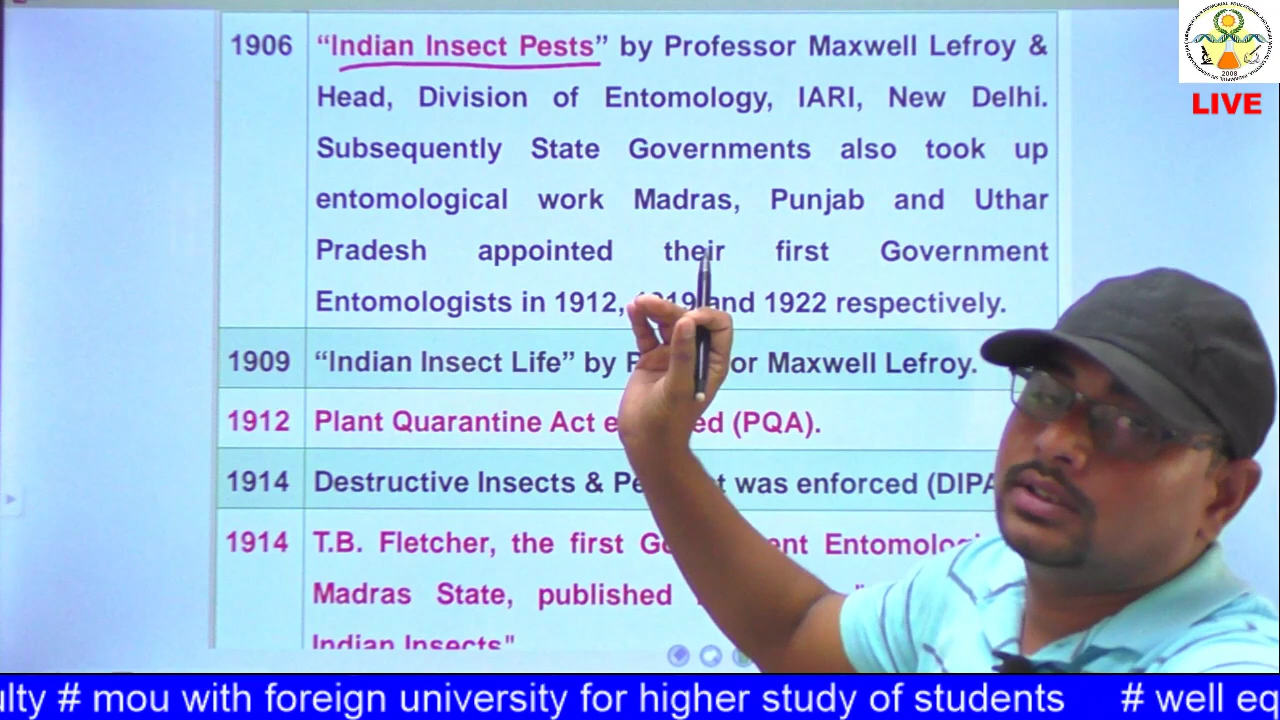 1906 “Indian Insect Pests” by Professor Maxwell Lefroy &
Head, Division of Entomology, IARI, New Delhi.
Subsequently State Governments also took up
entomological work Madras, Punjab and Uthar
Pradesh appointed their first Government
Entomologists in 1912, 1919 and 1922 respectively.
1909 “Indian Insect Life” by Maxwell Lefroy.
1912 Plant Quarantine Act (PQA).
1914 Destructive Insects & was enforced (DIPA
1914 T.B. Fletcher, the first
Madras State, published
Indian Insects"
LIVE
2008
ulty # mou with foreign university for higher study of students # well eq